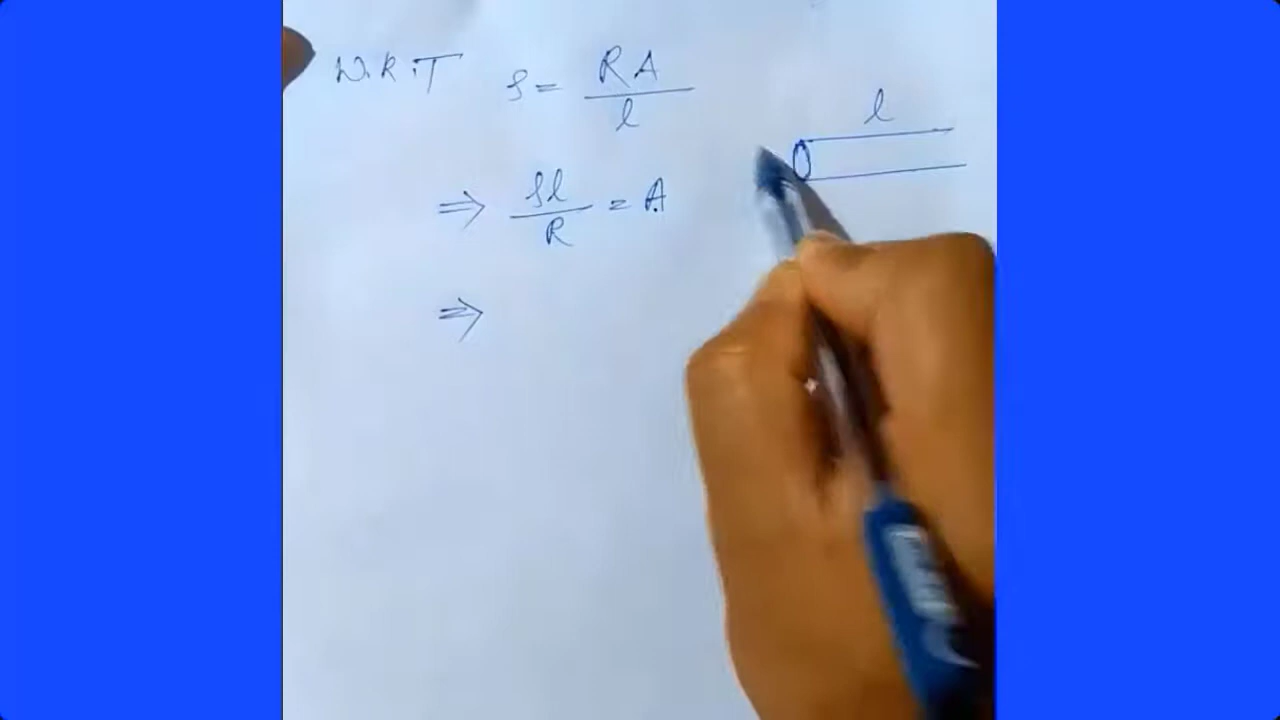 W.K.T ρ = RA / l
l
⇒ ρl / R = A
⇒